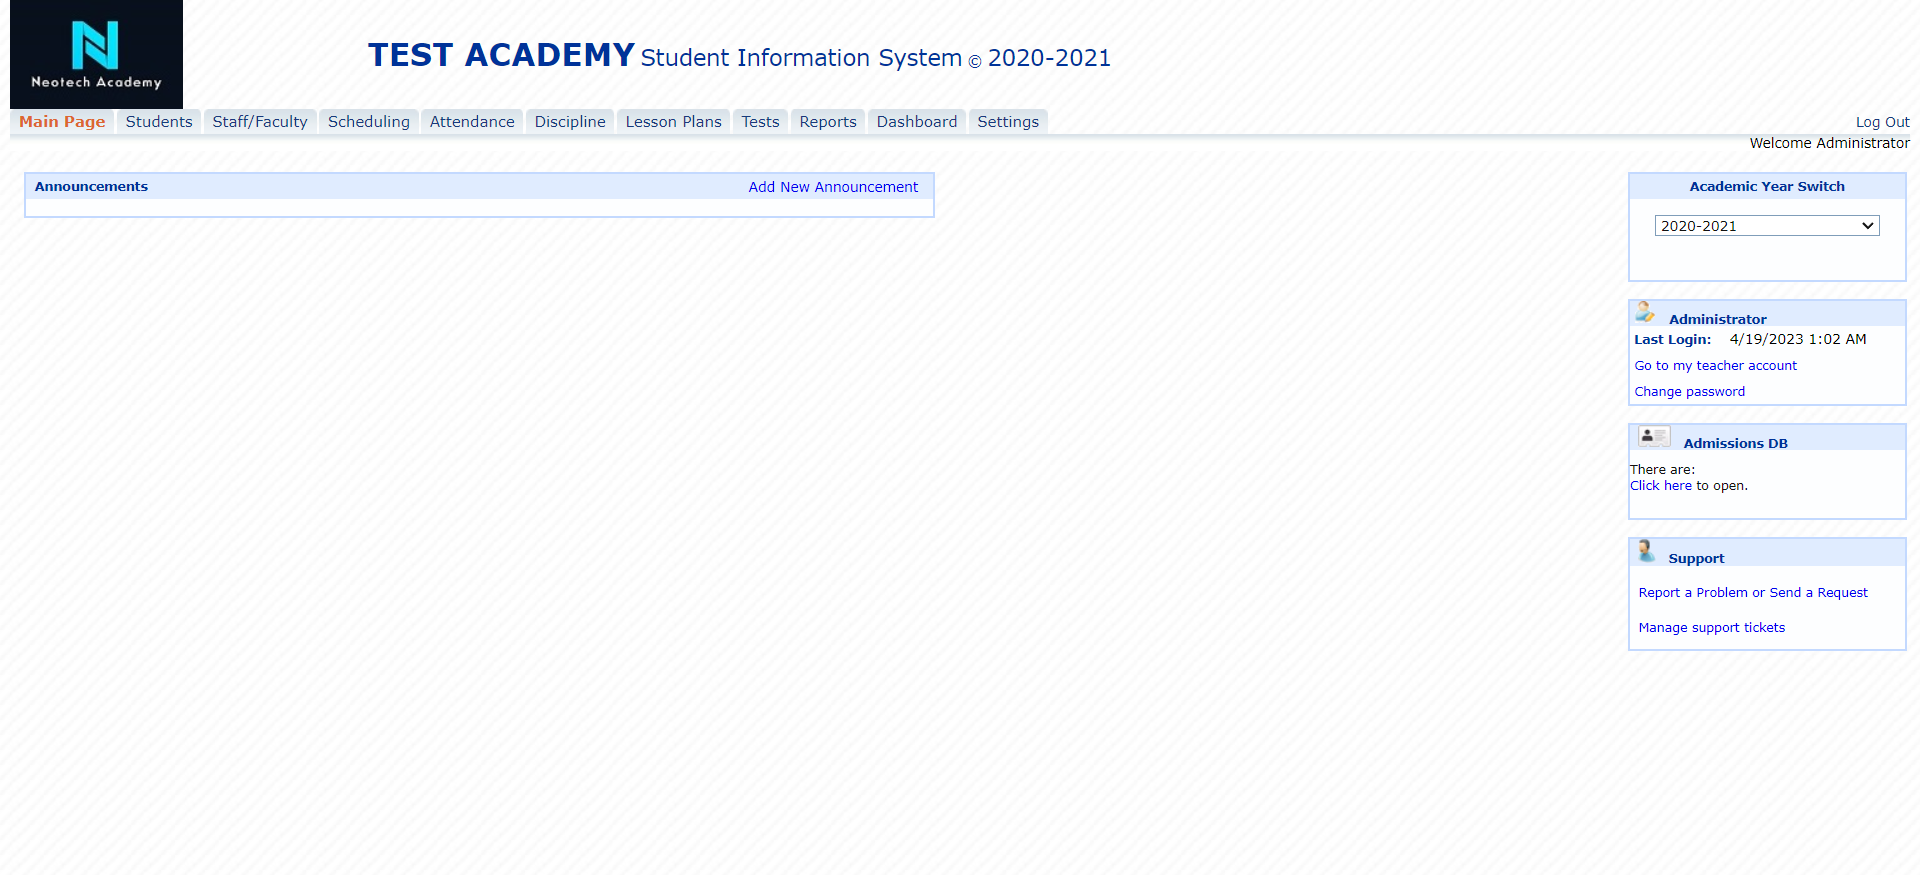 Neotech Academy
TEST ACADEMY Student Information System © 2020-2021
Main Page Students Staff/Faculty Scheduling Attendance Discipline Lesson Plans Tests Reports Dashboard Settings
Log Out
Welcome Administrator
Announcements Add New Announcement
Academic Year Switch
2020-2021
Administrator
Last Login: 4/19/2023 1:02 AM
Go to my teacher account
Change password
Admissions DB
There are:
Click here to open.
Support
Report a Problem or Send a Request
Manage support tickets